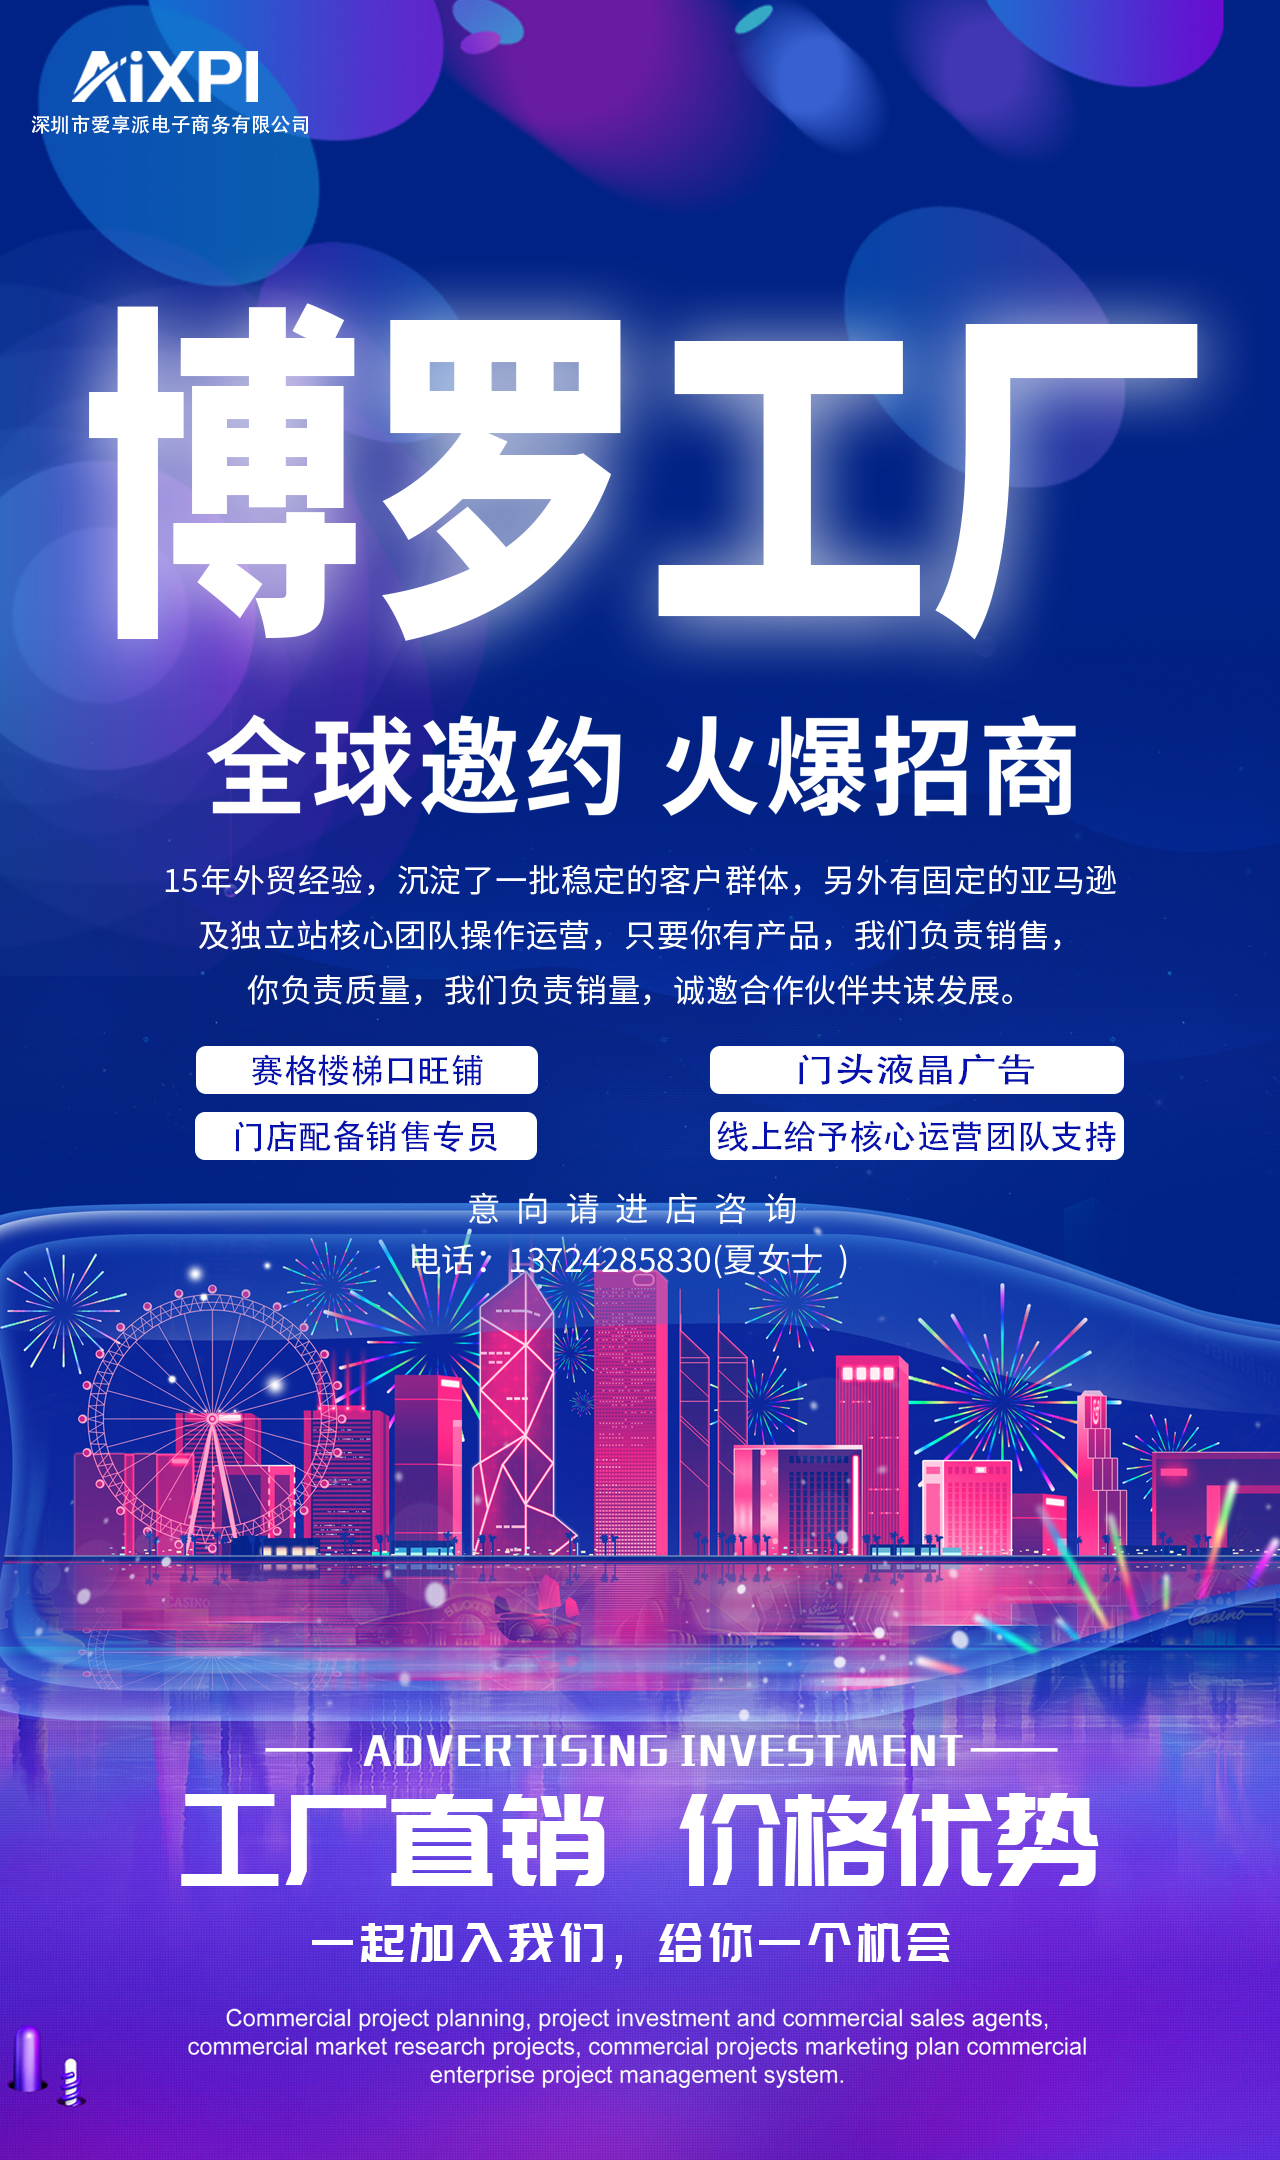 AiXPI
深圳市爱享派电子商务有限公司
博罗工厂
全球邀约 火爆招商
15年外贸经验，沉淀了一批稳定的客户群体，另外有固定的亚马逊
及独立站核心团队操作运营，只要你有产品，我们负责销售，
你负责质量，我们负责销量，诚邀合作伙伴共谋发展。
赛格楼梯口旺铺
门头液晶广告
门店配备销售专员
线上给予核心运营团队支持
意向请进店咨询
电话：13724285830(夏女士 )
CASINO
SLOTS
Casino
ADVERTISING INVESTMENT
工厂直销 价格优势
一起加入我们，给你一个机会
Commercial project planning, project investment and commercial sales agents,
commercial market research projects, commercial projects marketing plan commercial
enterprise project management system.